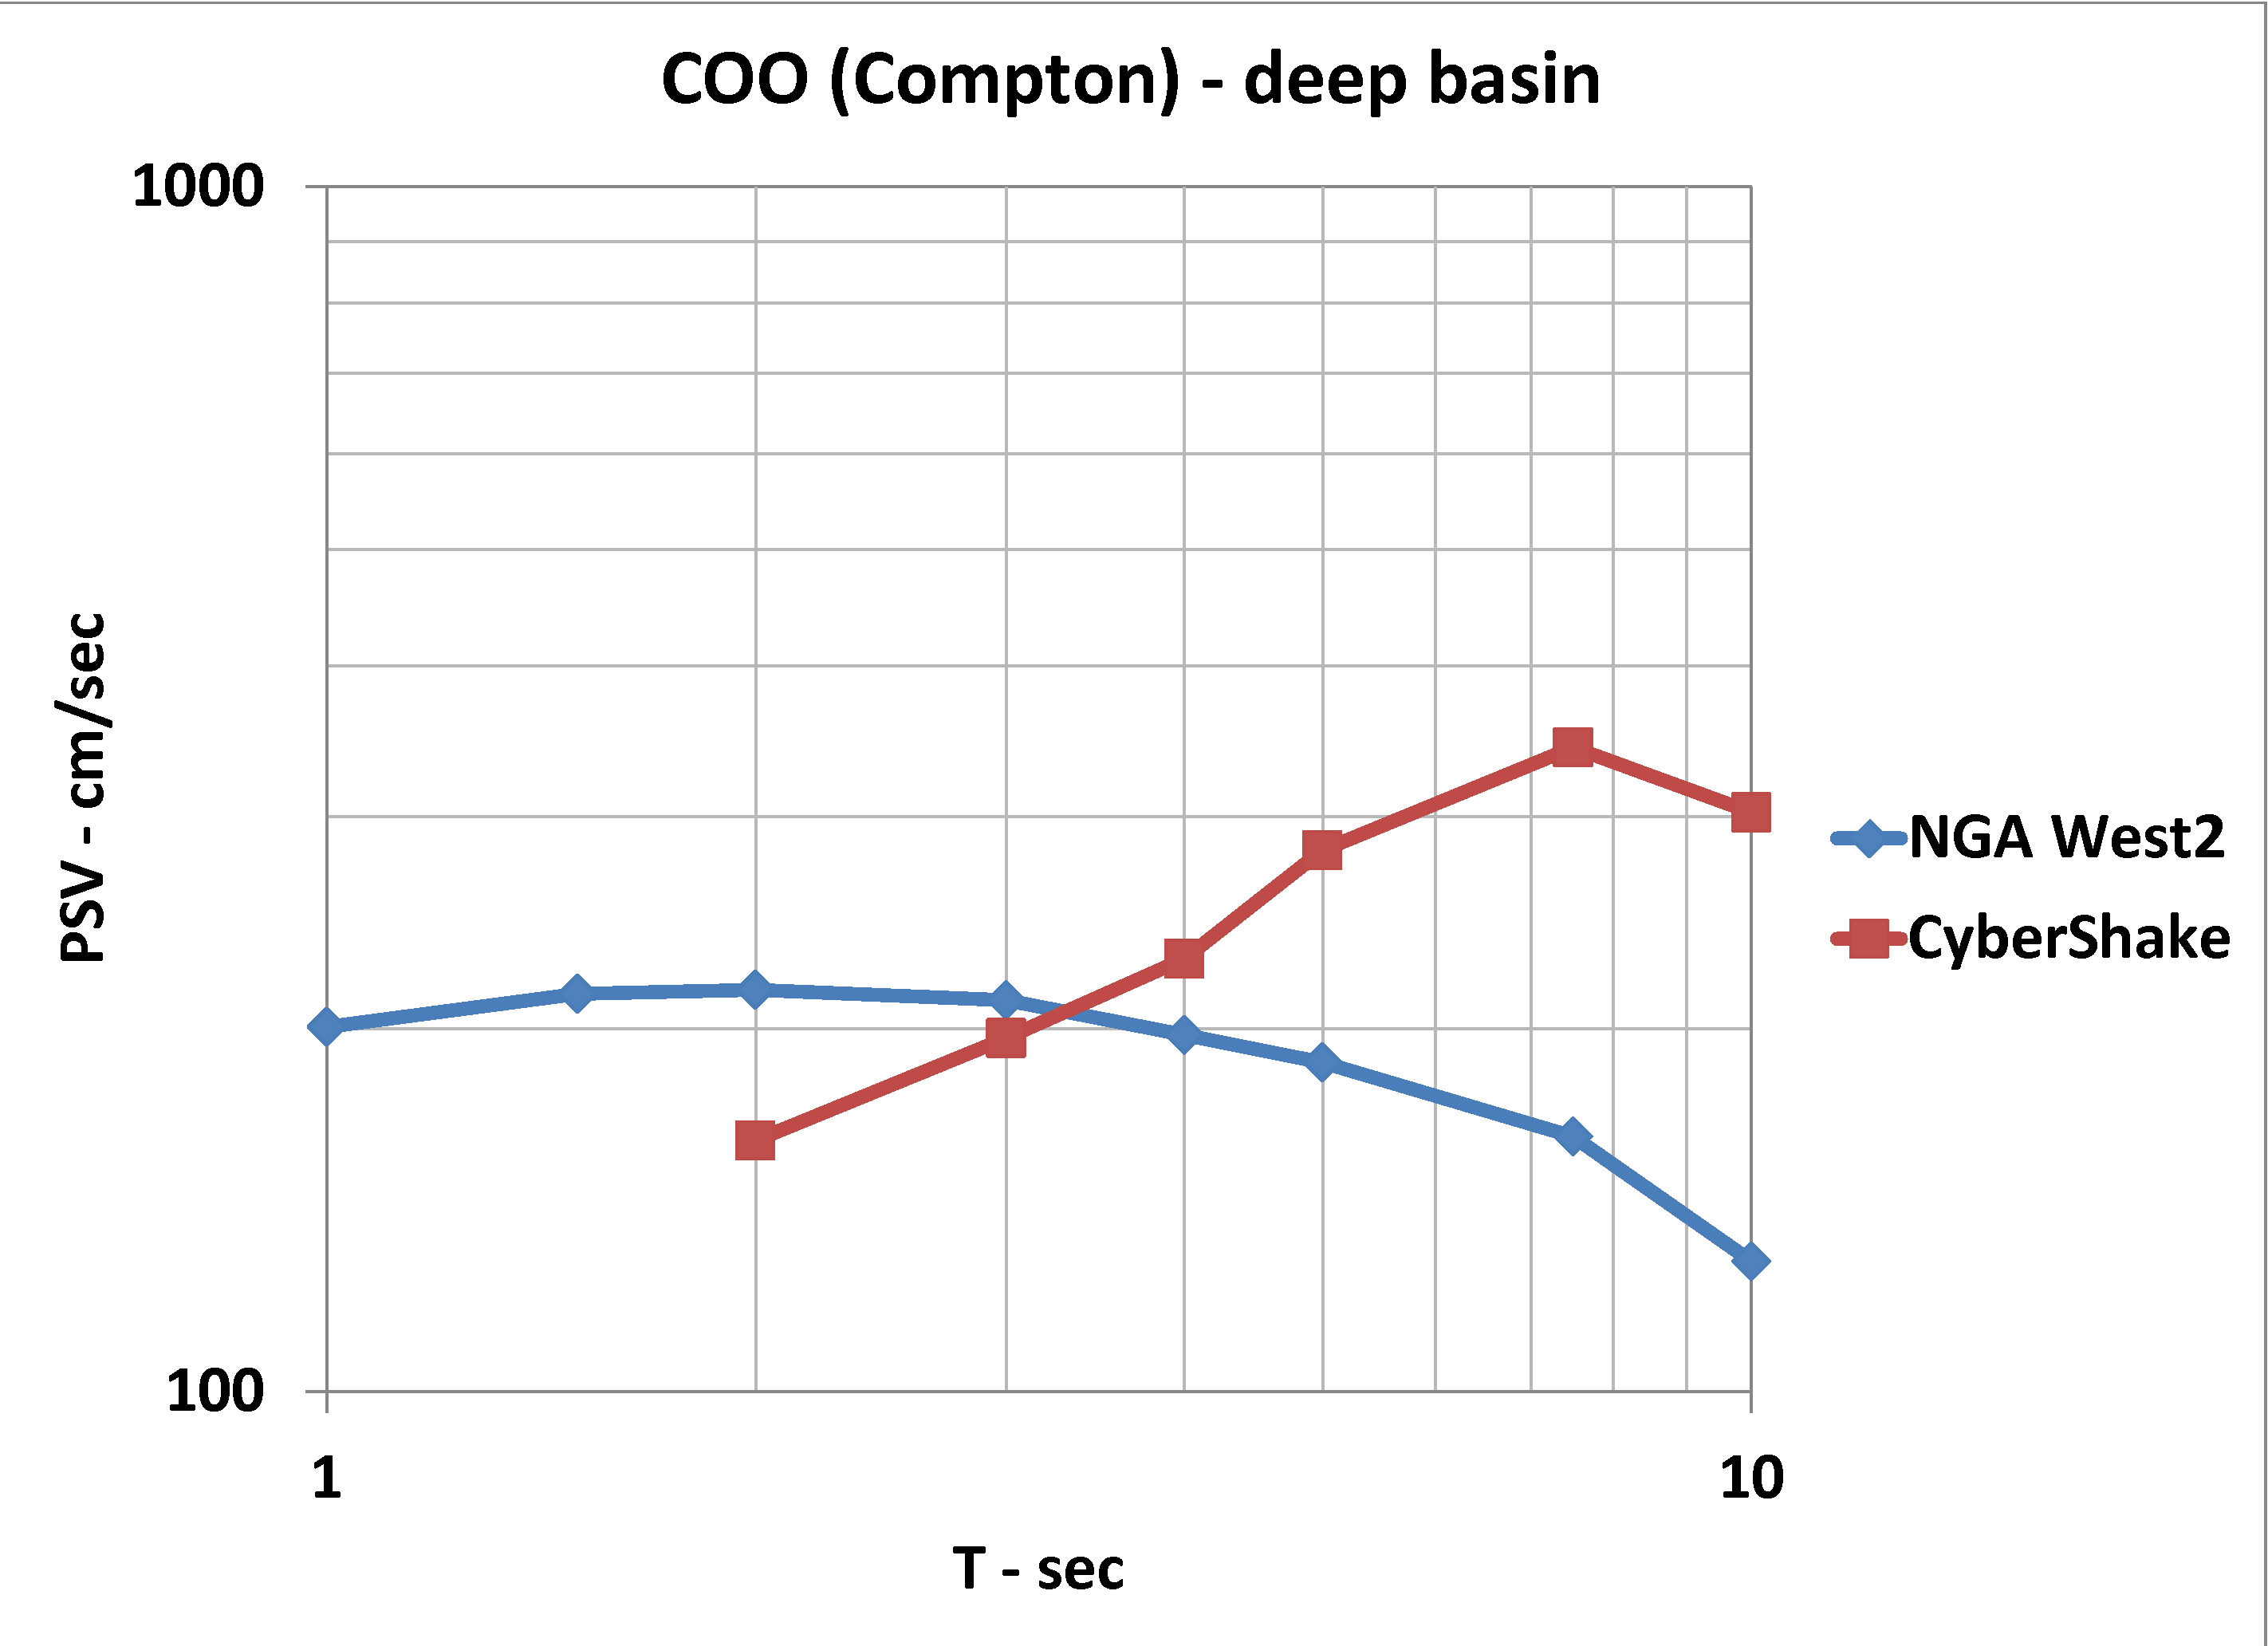 COO (Compton) - deep basin
1000
PSV - cm/sec
NGA West2
CyberShake
100
1
10
T - sec